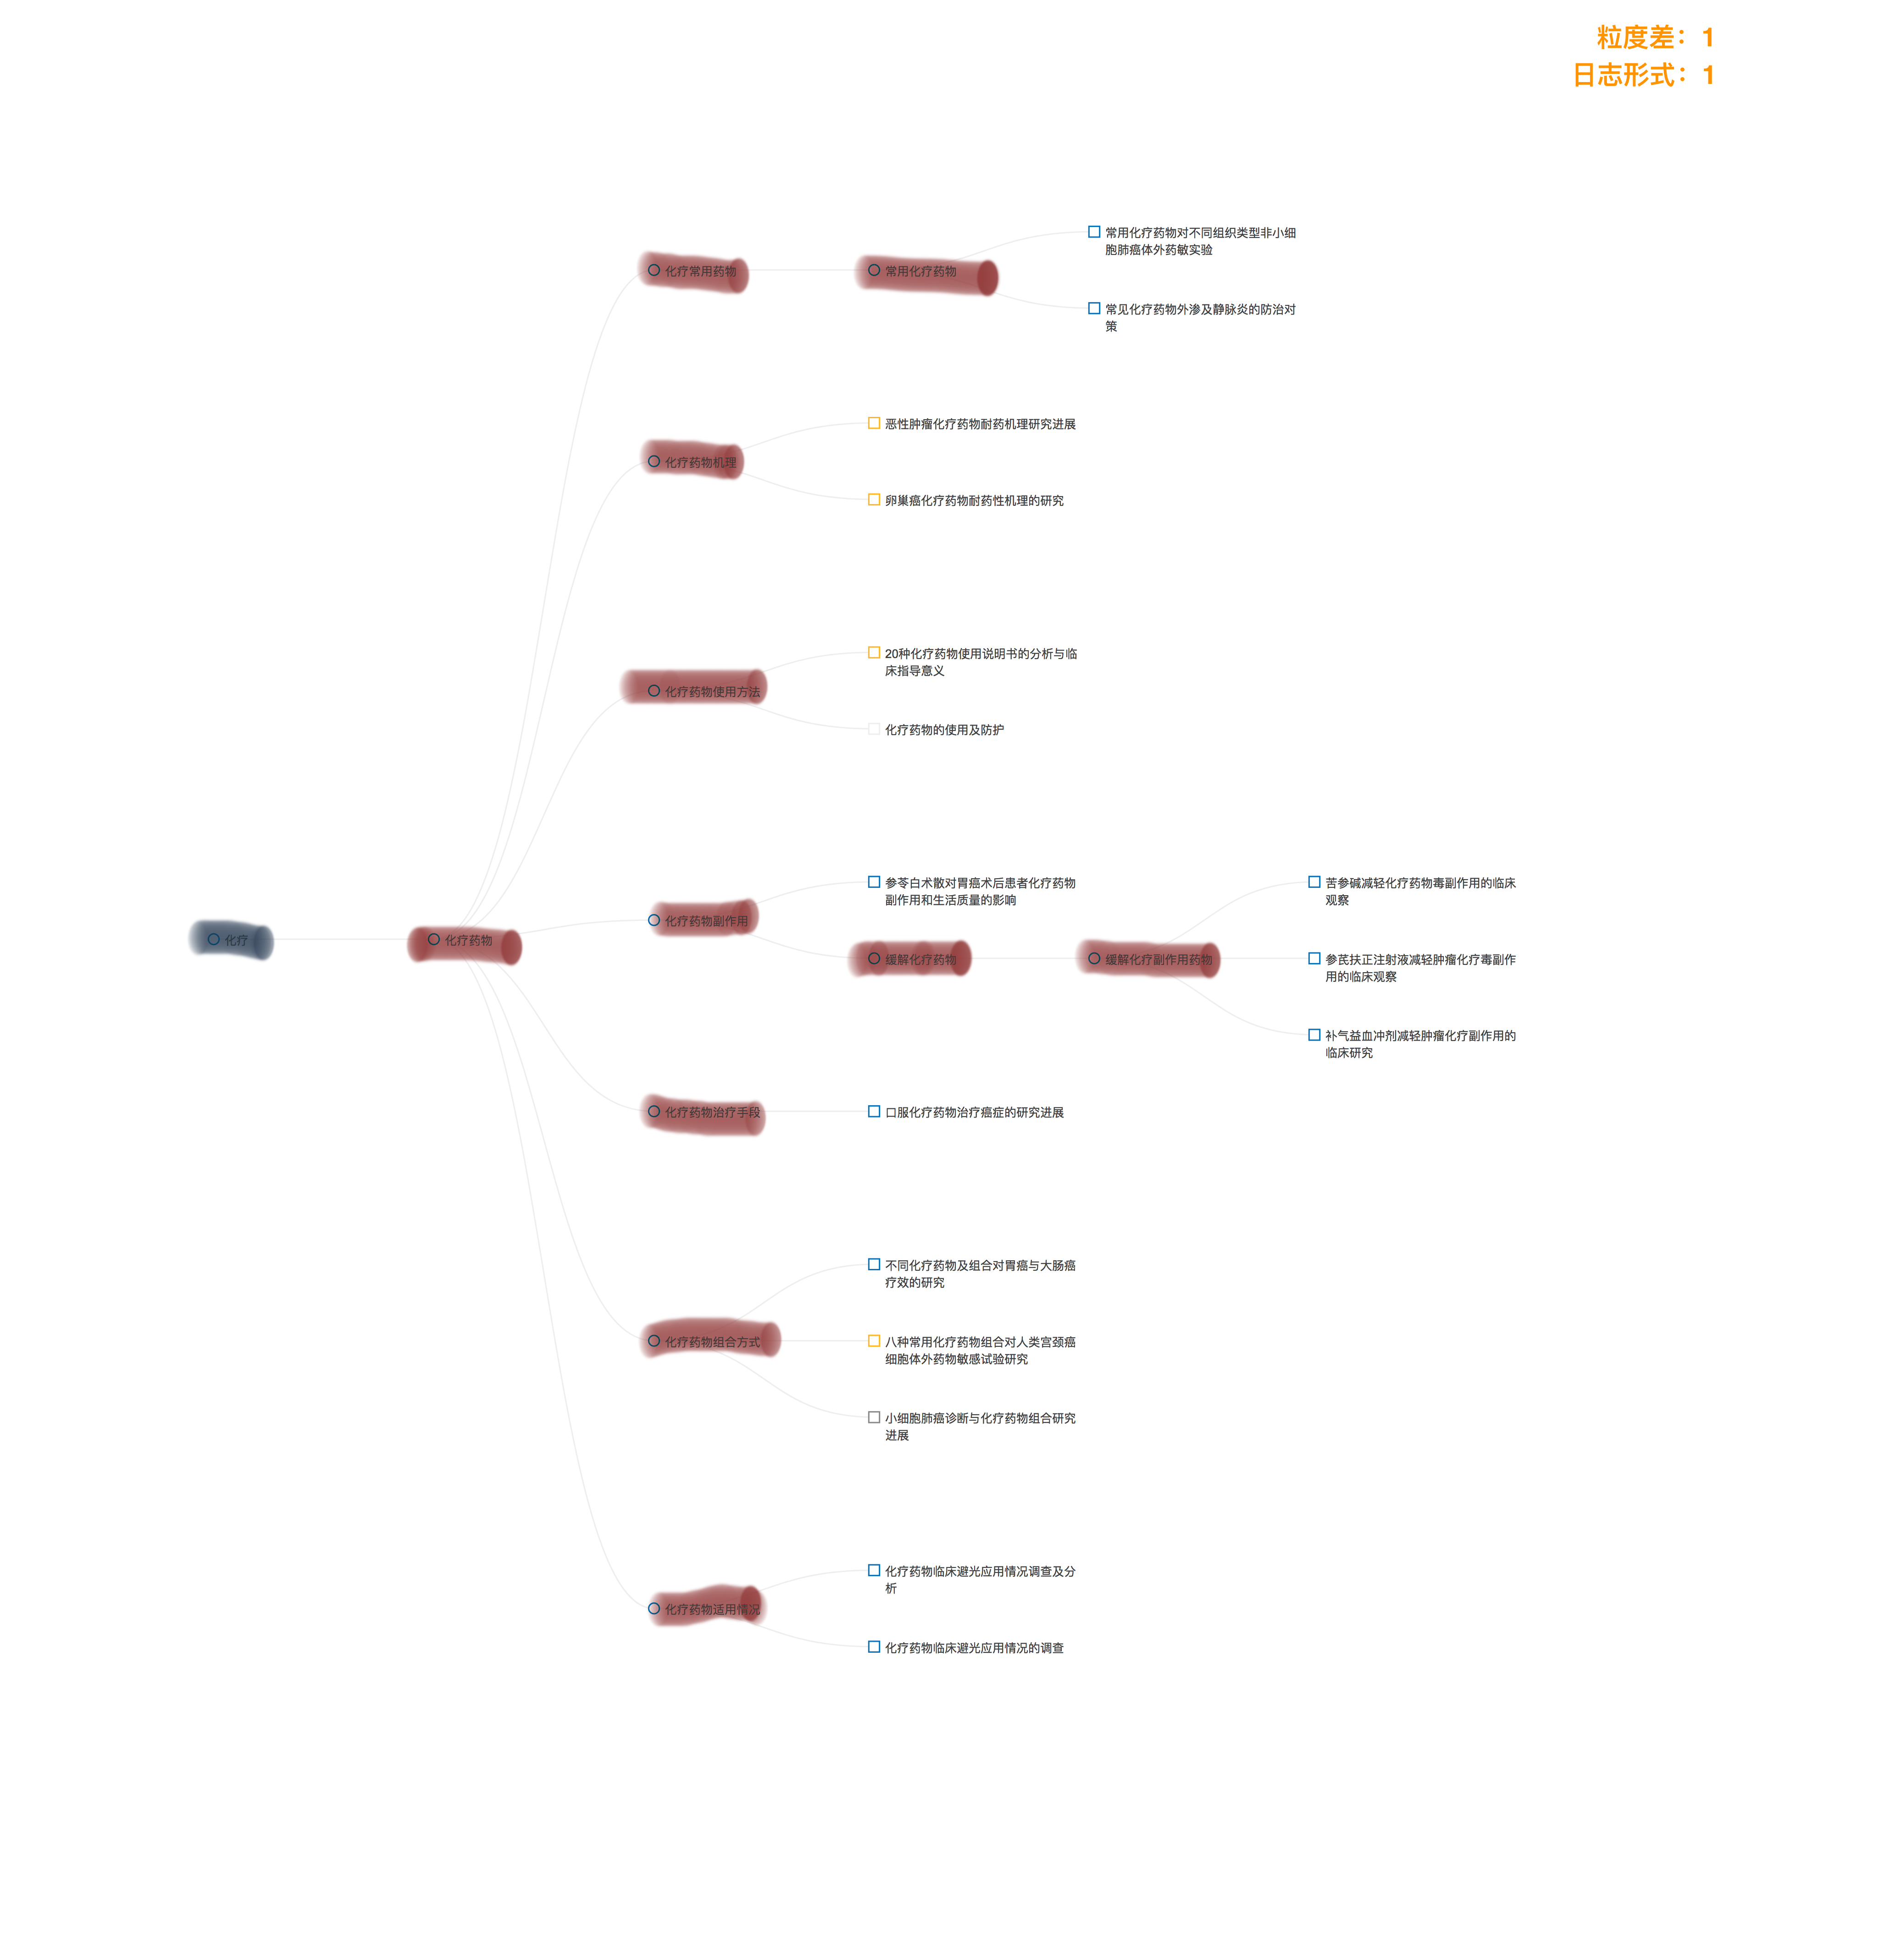 粒度差：1
日志形式：1
常用化疗药物对不同组织类型非小细
胞肺癌体外药敏实验
化疗常用药物
常用化疗药物
常见化疗药物外渗及静脉炎的防治对
策
恶性肿瘤化疗药物耐药机理研究进展
化疗药物机理
卵巢癌化疗药物耐药性机理的研究
20种化疗药物使用说明书的分析与临
床指导意义
化疗药物使用方法
化疗药物的使用及防护
参苓白术散对胃癌术后患者化疗药物
副作用和生活质量的影响
苦参碱减轻化疗药物毒副作用的临床
观察
化疗药物副作用
化疗
化疗药物
缓解化疗药物
缓解化疗副作用药物
参芪扶正注射液减轻肿瘤化疗毒副作
用的临床观察
补气益血冲剂减轻肿瘤化疗副作用的
临床研究
化疗药物治疗手段
口服化疗药物治疗癌症的研究进展
不同化疗药物及组合对胃癌与大肠癌
疗效的研究
化疗药物组合方式
八种常用化疗药物组合对人类宫颈癌
细胞体外药物敏感试验研究
小细胞肺癌诊断与化疗药物组合研究
进展
化疗药物临床避光应用情况调查及分
析
化疗药物适用情况
化疗药物临床避光应用情况的调查